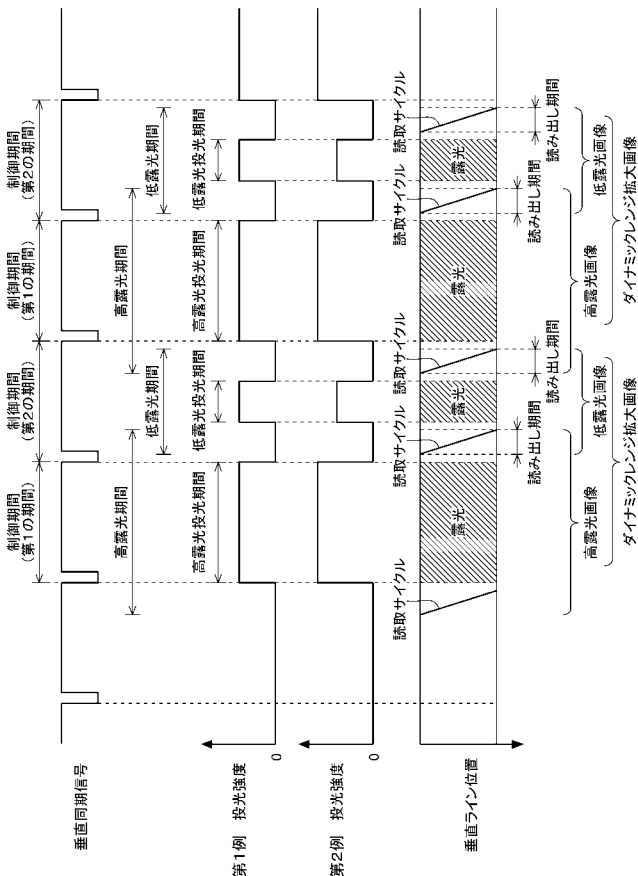 垂直同期信号
制御期間
(第1の期間)
制御期間
(第2の期間)
制御期間
(第1の期間)
制御期間
(第2の期間)
高露光期間
低露光期間
高露光期間
低露光期間
第1例 投光強度
0
高露光投光期間
低露光投光期間
高露光投光期間
低露光投光期間
第2例 投光強度
0
垂直ライン位置
読取サイクル
読取サイクル
読取サイクル
読取サイクル
読取サイクル
露光
露光
露光
露光
読み出し期間
読み出し期間
読み出し期間
読み出し期間
高露光画像
低露光画像
高露光画像
低露光画像
ダイナミックレンジ拡大画像
ダイナミックレンジ拡大画像